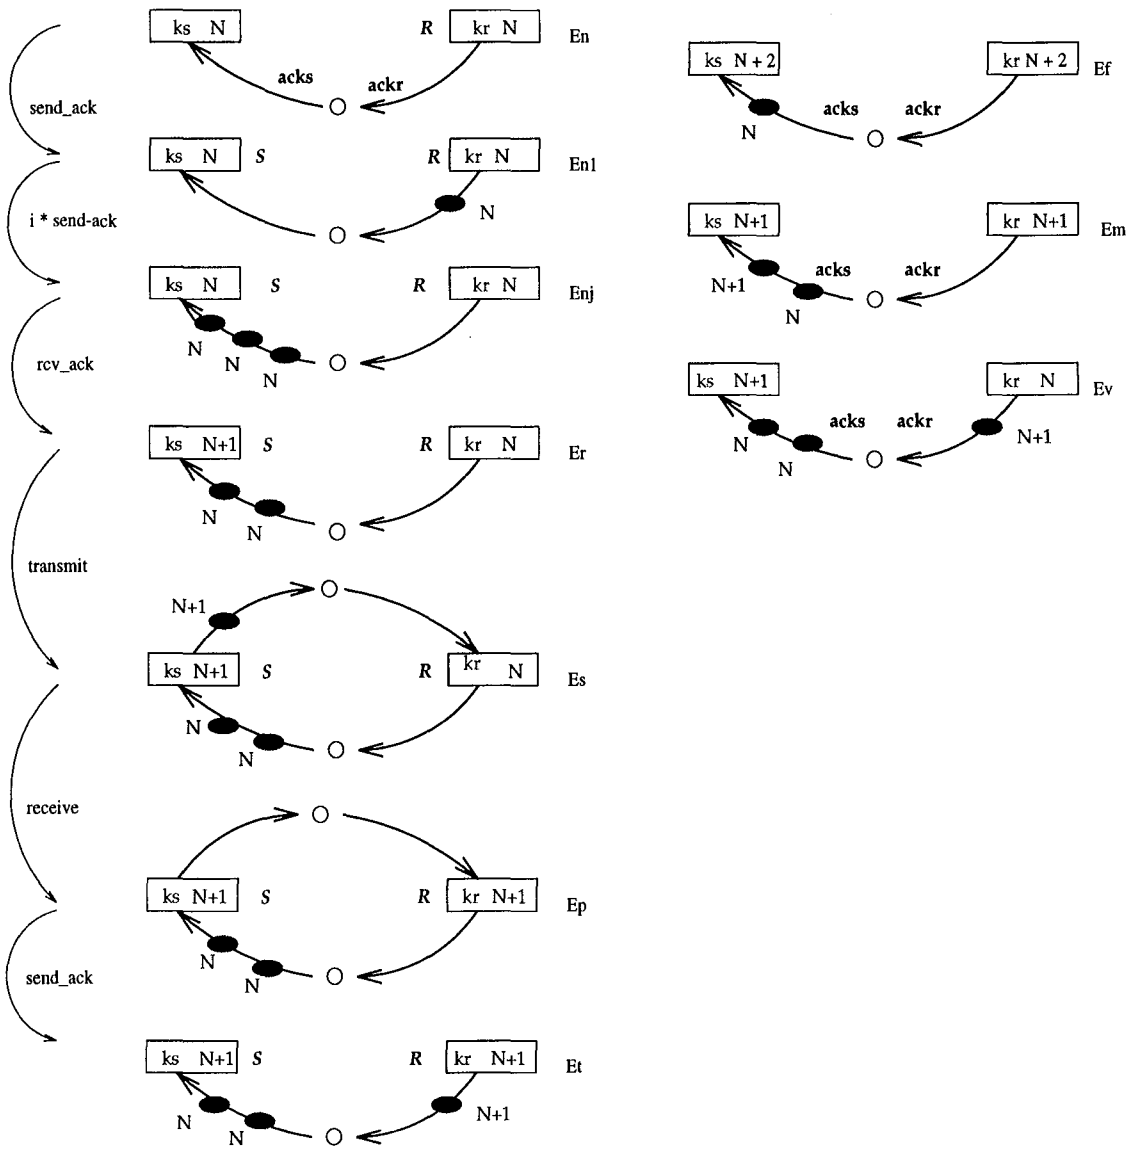 ks N R kr N En
acks ackr
send_ack
ks N S R kr N En1
N
i * send-ack
ks N S R kr N Enj
N N N
rcv_ack
ks N+1 S R kr N Er
N N
transmit
N+1
ks N+1 S R kr N Es
N N
receive
ks N+1 S R kr N+1 Ep
N N
send_ack
ks N+1 S R kr N+1 Et
N N N+1
ks N + 2 kr N + 2 Ef
acks ackr
N
ks N+1 kr N+1 Em
acks ackr
N+1 N
ks N+1 kr N Ev
acks ackr
N N N+1